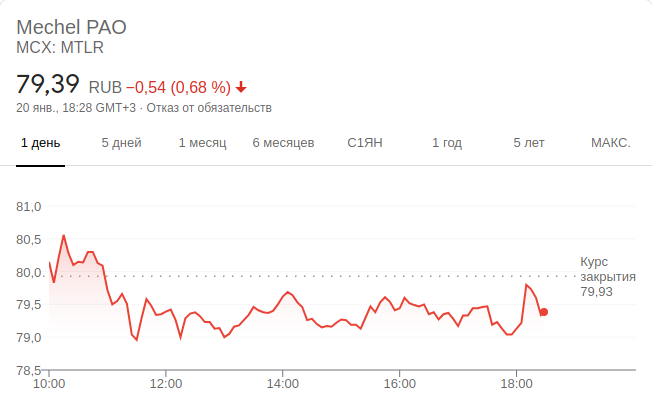 Mechel PAO
MCX: MTLR
79,39 RUB −0,54 (0,68 %)
20 янв., 18:28 GMT+3 · Отказ от обязательств
1 день 5 дней 1 месяц 6 месяцев С1ЯН 1 год 5 лет МАКС.
81,0
80,5
80,0
79,5
79,0
78,5
Курс
закрытия
79,93
10:00 12:00 14:00 16:00 18:00